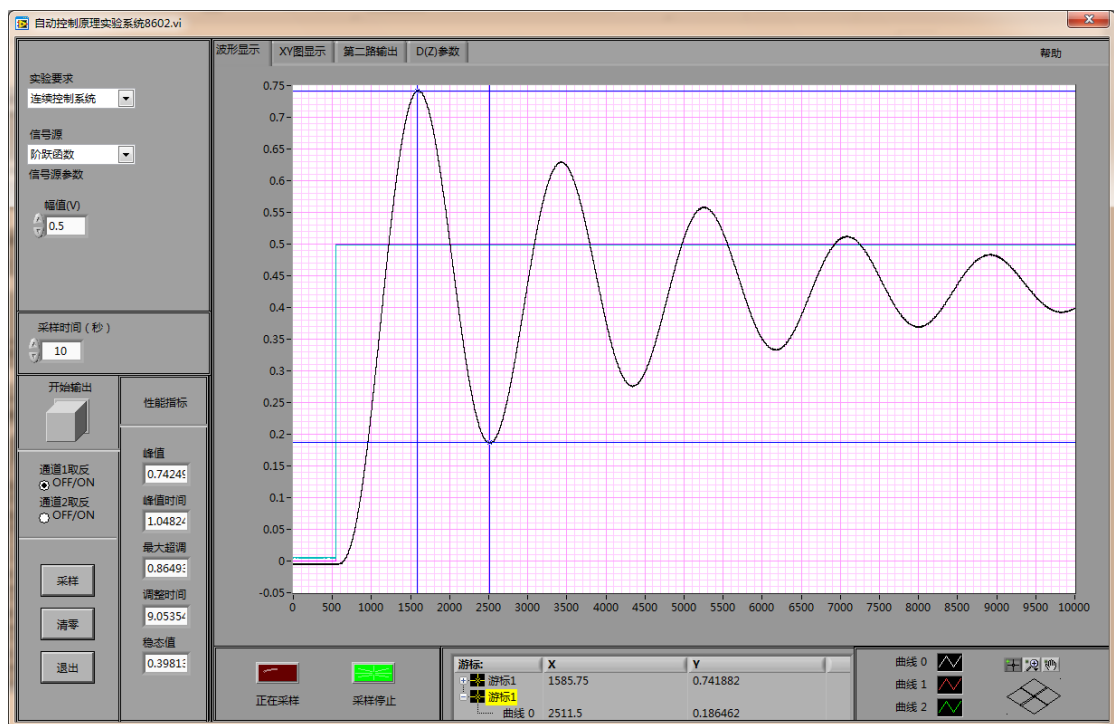 自动控制原理实验系统8602.vi
实验要求
连续控制系统
信号源
阶跃函数
信号源参数
幅值(V)
0.5
采样时间（秒）
10
开始输出
通道1取反
OFF/ON
通道2取反
OFF/ON
采样
清零
退出
性能指标
峰值
0.74249
峰值时间
1.04824
最大超调
0.86493
调整时间
9.05354
稳态值
0.39813
波形显示 XY图显示 第二路输出 D(Z)参数 帮助
0.75
0.7
0.65
0.6
0.55
0.5
0.45
0.4
0.35
0.3
0.25
0.2
0.15
0.1
0.05
0
-0.05
0 500 1000 1500 2000 2500 3000 3500 4000 4500 5000 5500 6000 6500 7000 7500 8000 8500 9000 9500 10000
正在采样 采样停止
游标: X Y
游标1 1585.75 0.741882
游标1
曲线 0 2511.5 0.186462
曲线 0
曲线 1
曲线 2